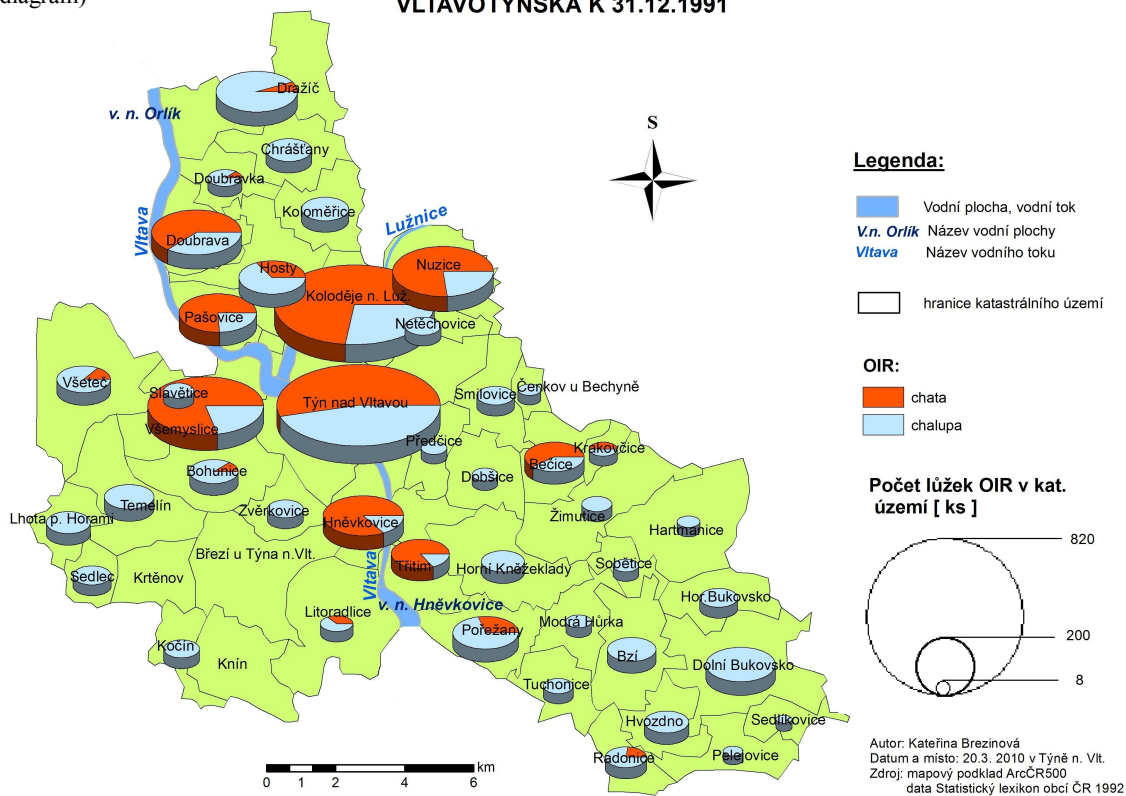 diagram)
VLTAVOTÝNSKA K 31.12.1991
Dražíč
v. n. Orlík
Chrášťany
Doubravka
Koloměřice
Vltava
Lužnice
Doubrava
Hosty
Nuzice
Koloděje n. Luž.
Pašovice
Netěchovice
Všeteč
Slavětice
Všemyslice
Týn nad Vltavou
Smilovice
Čenkov u Bechyně
Předčice
Krakovčice
Bečice
Bohunice
Dobšice
Temelín
Zvěrkovice
Hněvkovice
Žimutice
Hartmanice
Lhota p. Horami
Březí u Týna n.Vlt.
Třitim
Horní Kněžeklady
Sobětice
Sedlec
Krtěnov
Vltava
v. n. Hněvkovice
Hor.Bukovsko
Litoradlice
Pořežany
Modrá Hůrka
Kočín
Knín
Bzí
Dolní Bukovsko
Tuchonice
Hvozdno
Sedlíkovice
Radonice
Pelejovice
0 1 2 4 6 km
S
Legenda:
Vodní plocha, vodní tok
V.n. Orlík Název vodní plochy
Vltava Název vodního toku
hranice katastrálního území
OIR:
chata
chalupa
Počet lůžek OIR v kat.
území [ ks ]
820
200
8
Autor: Kateřina Brezinová
Datum a místo: 20.3. 2010 v Týně n. Vlt.
Zdroj: mapový podklad ArcČR500
data Statistický lexikon obcí ČR 1992